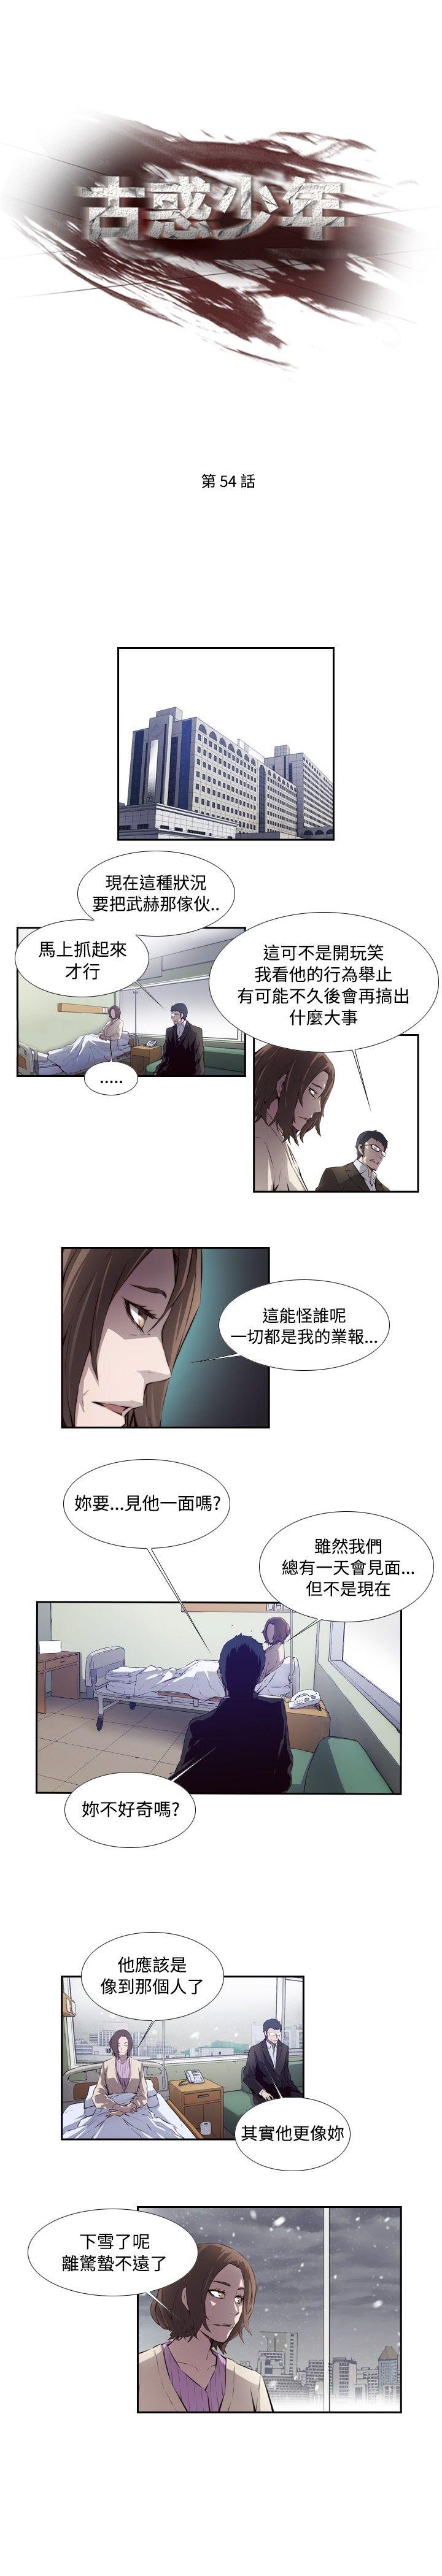 古惑少年
第 54 話
現在這種狀況
要把武赫那傢伙..
馬上抓起來
才行
.....
這可不是開玩笑
我看他的行為舉止
有可能不久後會再搞出
什麼大事
這能怪誰呢
一切都是我的業報...
妳要...見他一面嗎?
雖然我們
總有一天會見面...
但不是現在
妳不好奇嗎?
他應該是
像到那個人了
其實他更像妳
下雪了呢
離驚蟄不遠了